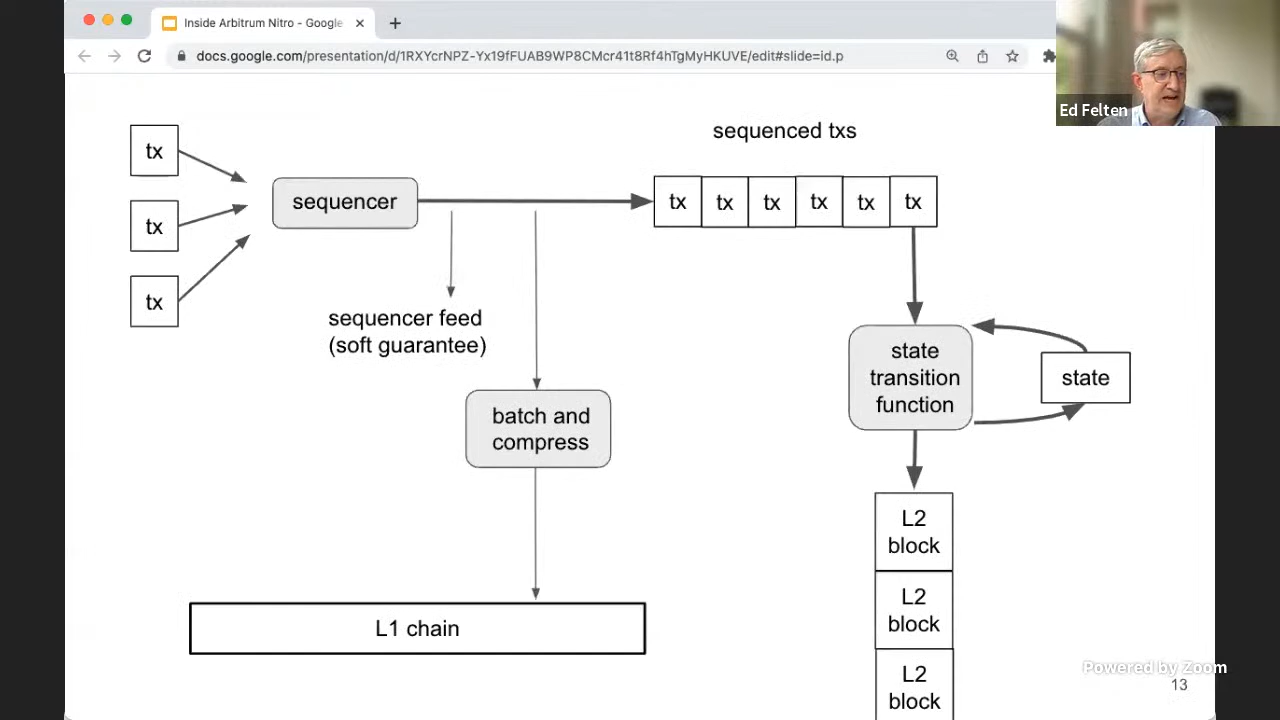 Inside Arbitrum Nitro - Google
docs.google.com/presentation/d/1RXYcrNPZ-Yx19fFUAB9WP8CMcr41t8Rf4hTgMyHKUVE/edit#slide=id.p
Ed Felten
sequenced txs
tx
tx
tx
sequencer
tx tx tx tx tx tx
sequencer feed
(soft guarantee)
batch and
compress
L1 chain
state
transition
function
state
L2
block
L2
block
L2
block
Powered by Zoom
13